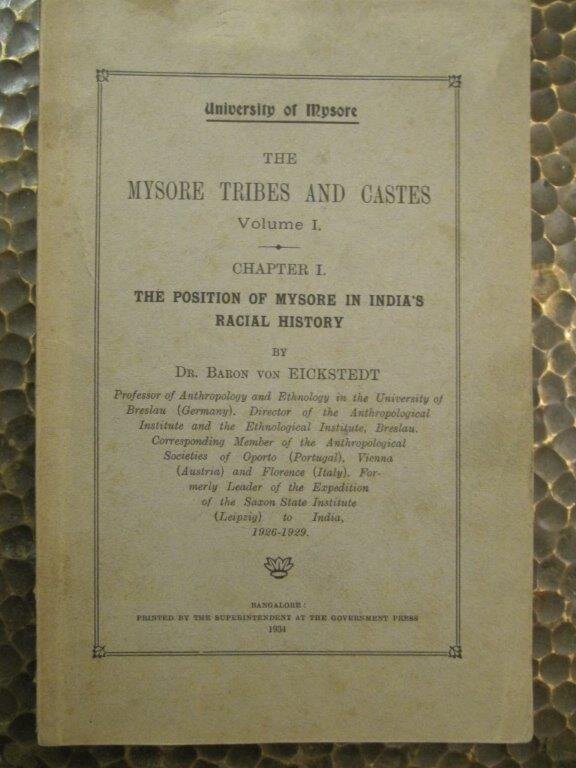 University of Mysore
THE
MYSORE TRIBES AND CASTES
Volume I.
CHAPTER I.
THE POSITION OF MYSORE IN INDIA'S
RACIAL HISTORY
BY
DR. BARON VON EICKSTEDT
Professor of Anthropology and Ethnology in the University of
Breslau (Germany). Director of the Anthropological
Institute and the Ethnological Institute, Breslau.
Corresponding Member of the Anthropological
Societies of Oporto (Portugal), Vienna
(Austria) and Florence (Italy). For-
merly Leader of the Expedition
of the Saxon State Institute
(Leipzig) to India,
1926-1929.
BANGALORE:
PRINTED BY THE SUPERINTENDENT AT THE GOVERNMENT PRESS
1934